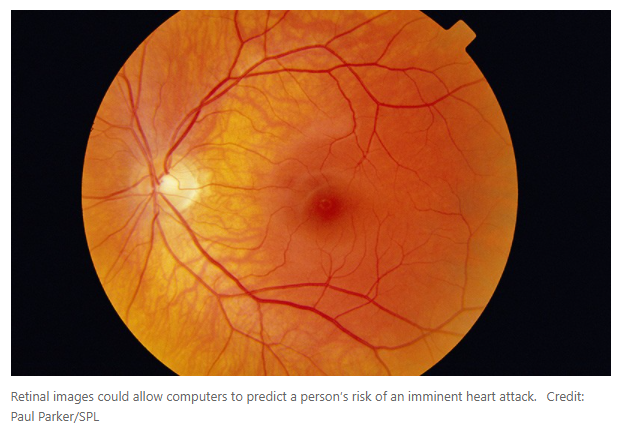 Retinal images could allow computers to predict a person's risk of an imminent heart attack. Credit:
Paul Parker/SPL